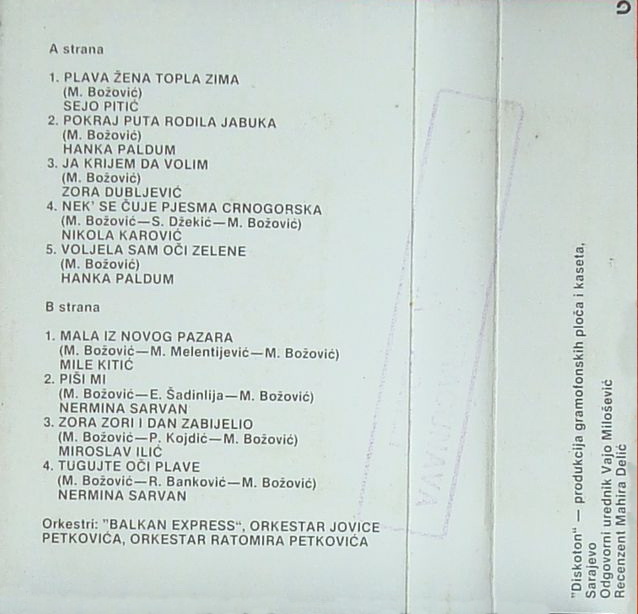 A strana
1. PLAVA ŽENA TOPLA ZIMA
(M. Božović)
SEJO PITIĆ
2. POKRAJ PUTA RODILA JABUKA
(M. Božović)
HANKA PALDUM
3. JA KRIJEM DA VOLIM
(M. Božović)
ZORA DUBLJEVIĆ
4. NEK' SE ČUJE PJESMA CRNOGORSKA
(M. Božović—S. Džekić—M. Božović)
NIKOLA KAROVIĆ
5. VOLJELA SAM OČI ZELENE
(M. Božović)
HANKA PALDUM
B strana
1. MALA IZ NOVOG PAZARA
(M. Božović—M. Melentijević—M. Božović)
MILE KITIĆ
2. PIŠI MI
(M. Božović—E. Šadinlija—M. Božović)
NERMINA SARVAN
3. ZORA ZORI I DAN ZABIJELIO
(M. Božović—P. Kojdić—M. Božović)
MIROSLAV ILIĆ
4. TUGUJTE OČI PLAVE
(M. Božović—R. Banković—M. Božović)
NERMINA SARVAN
Orkestri: "BALKAN EXPRESS", ORKESTAR JOVICE
PETKOVIĆA, ORKESTAR RATOMIRA PETKOVIĆA
"Diskoton" — produkcija gramofonskih ploča i kaseta,
Sarajevo
Odgovorni urednik Vajo Milošević
Recenzent Mahira Delić